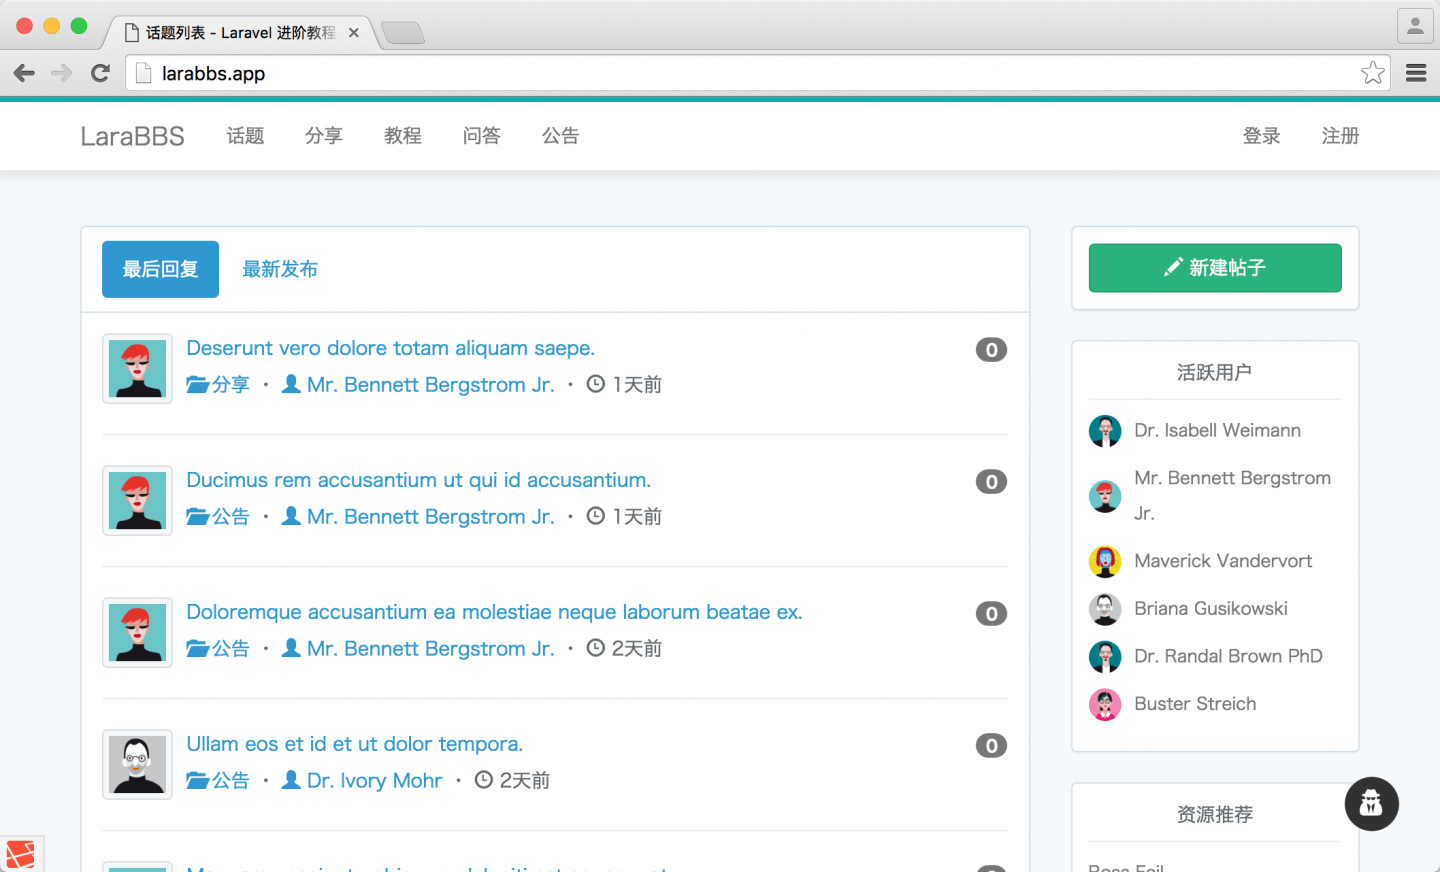 话题列表 - Laravel 进阶教程
larabbs.app
LaraBBS 话题 分享 教程 问答 公告 登录 注册
最后回复 最新发布
Deserunt vero dolore totam aliquam saepe. 0
分享 • Mr. Bennett Bergstrom Jr. • 1天前
Ducimus rem accusantium ut qui id accusantium. 0
公告 • Mr. Bennett Bergstrom Jr. • 1天前
Doloremque accusantium ea molestiae neque laborum beatae ex. 0
公告 • Mr. Bennett Bergstrom Jr. • 2天前
Ullam eos et id et ut dolor tempora. 0
公告 • Dr. Ivory Mohr • 2天前
新建帖子
活跃用户
Dr. Isabell Weimann
Mr. Bennett Bergstrom
Jr.
Maverick Vandervort
Briana Gusikowski
Dr. Randal Brown PhD
Buster Streich
资源推荐